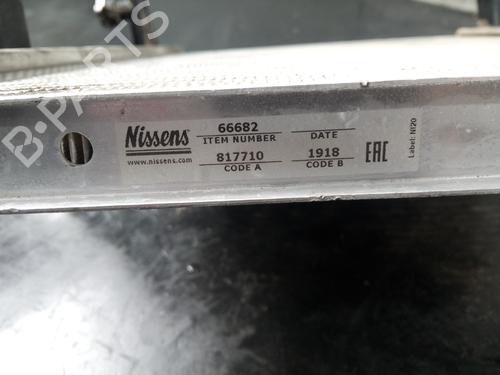 Nissens
www.nissens.com
66682
ITEM NUMBER
DATE
817710
CODE A
1918
CODE B
EAC
Label: NI20
B-PARTS